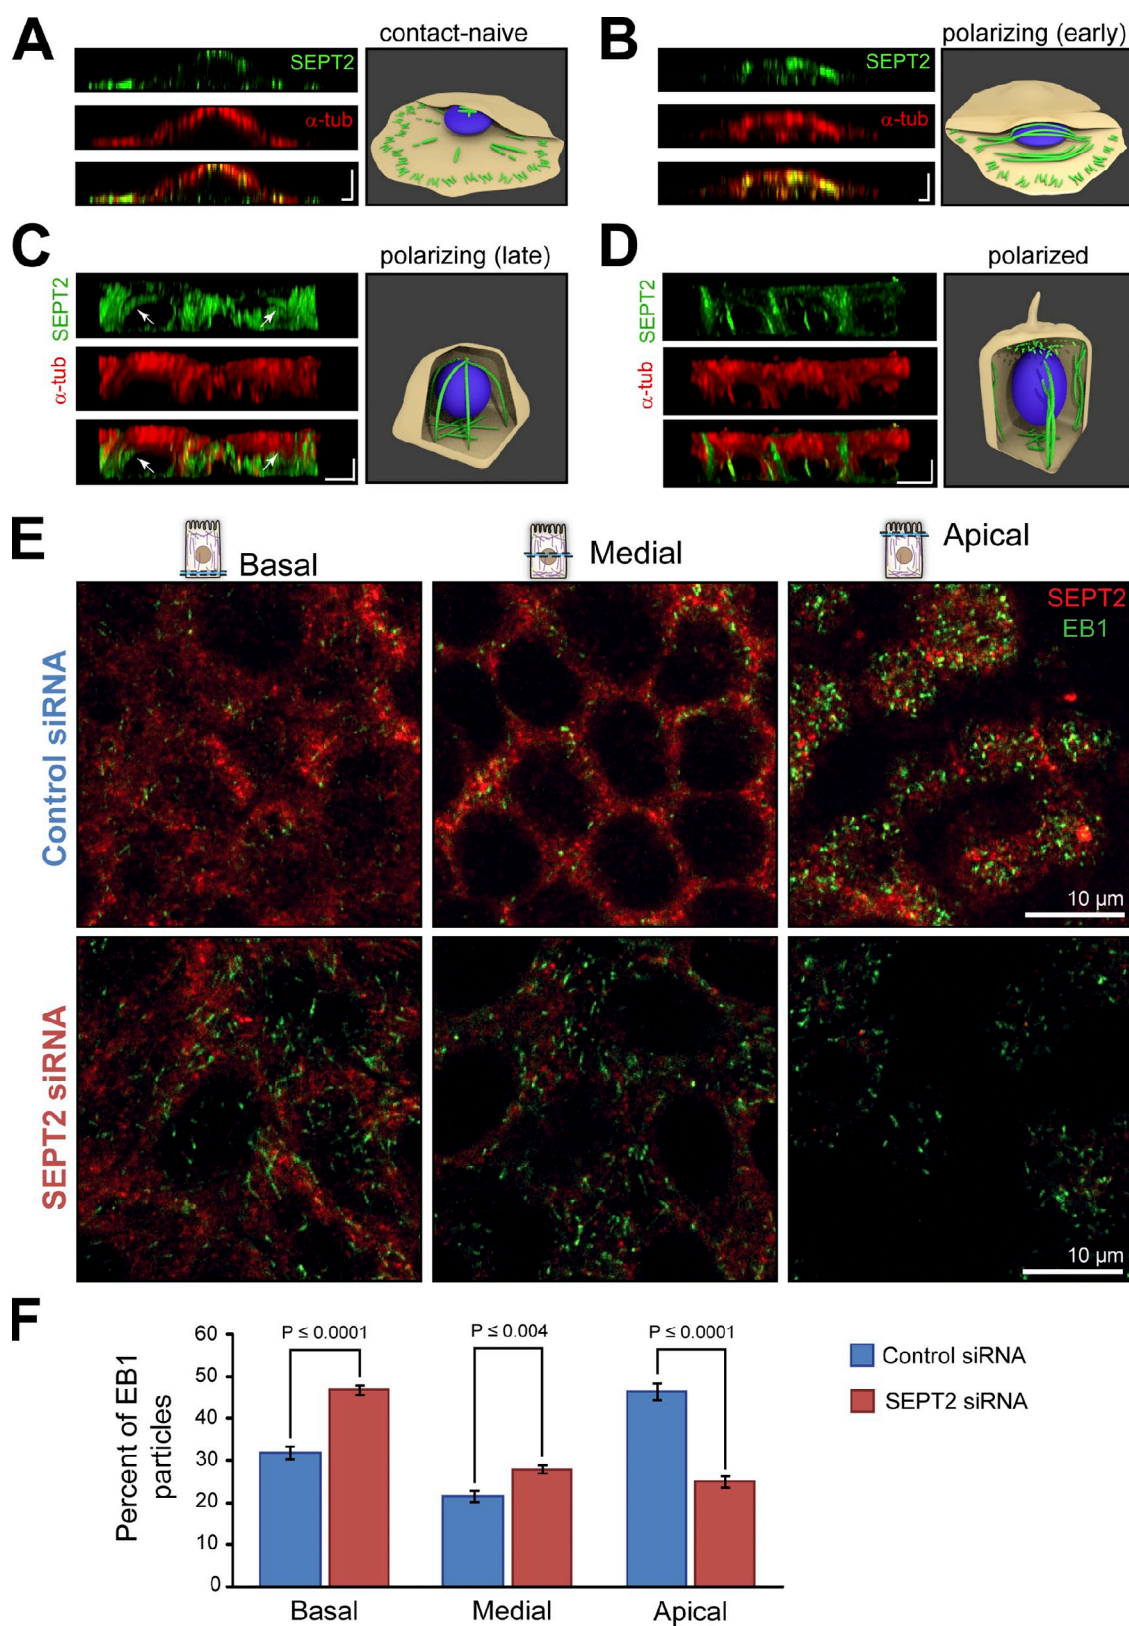 A
contact-naive
SEPT2
α-tub
B
polarizing (early)
SEPT2
α-tub
C
polarizing (late)
SEPT2
α-tub
D
polarized
SEPT2
α-tub
E
Basal
Medial
Apical
SEPT2
EB1
Control siRNA
10 µm
SEPT2 siRNA
10 µm
F
P ≤ 0.0001
P ≤ 0.004
P ≤ 0.0001
Percent of EB1
particles
60
50
40
30
20
10
0
Basal
Medial
Apical
Control siRNA
SEPT2 siRNA